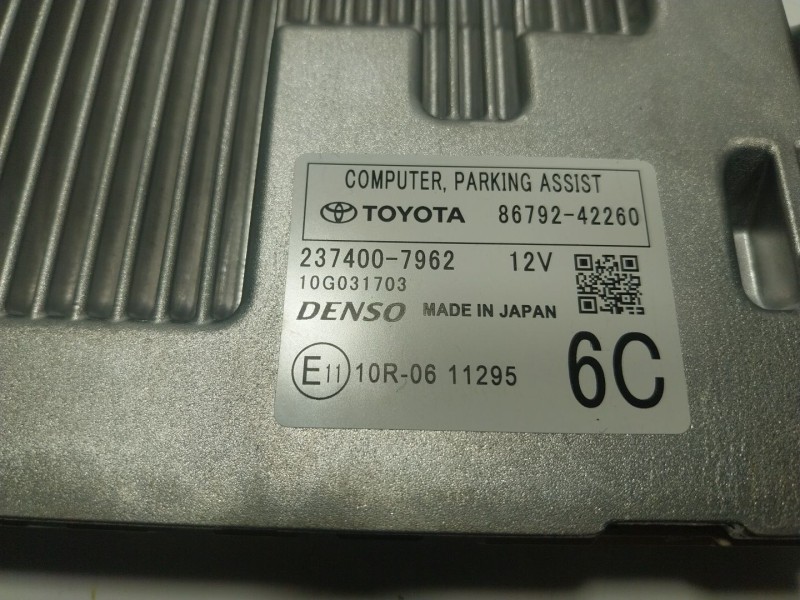 COMPUTER, PARKING ASSIST
TOYOTA 86792-42260
237400-7962 12V
10G031703
DENSO MADE IN JAPAN
E11 10R-06 11295
6C